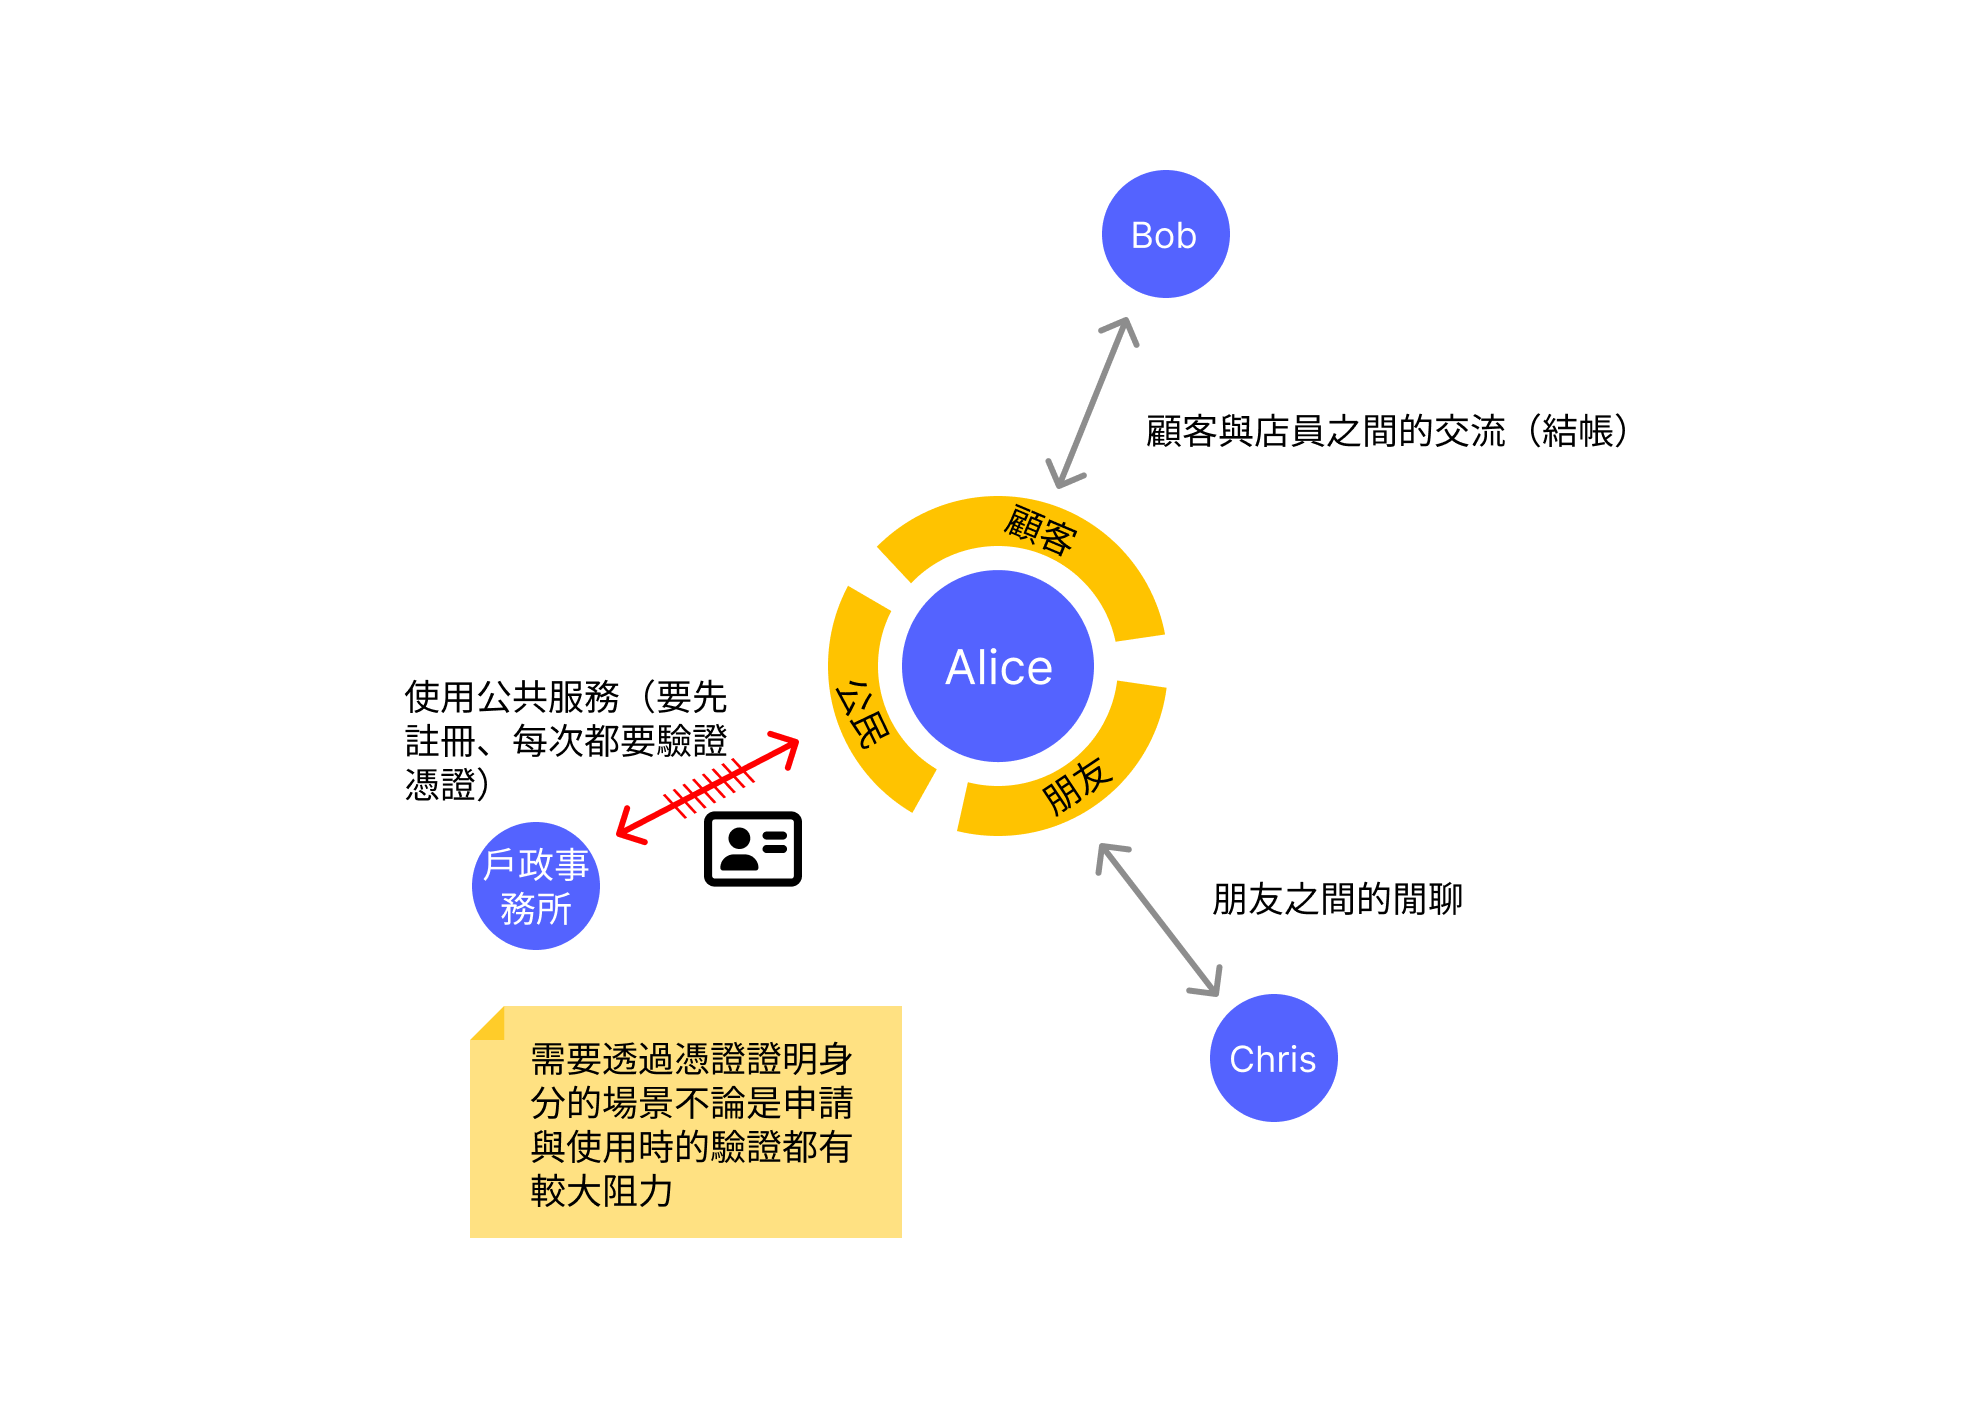 Bob
顧客與店員之間的交流（結帳）
顧客
Alice
公民
朋友
使用公共服務（要先
註冊、每次都要驗證
憑證）
戶政事
務所
朋友之間的閒聊
Chris
需要透過憑證證明身
分的場景不論是申請
與使用時的驗證都有
較大阻力